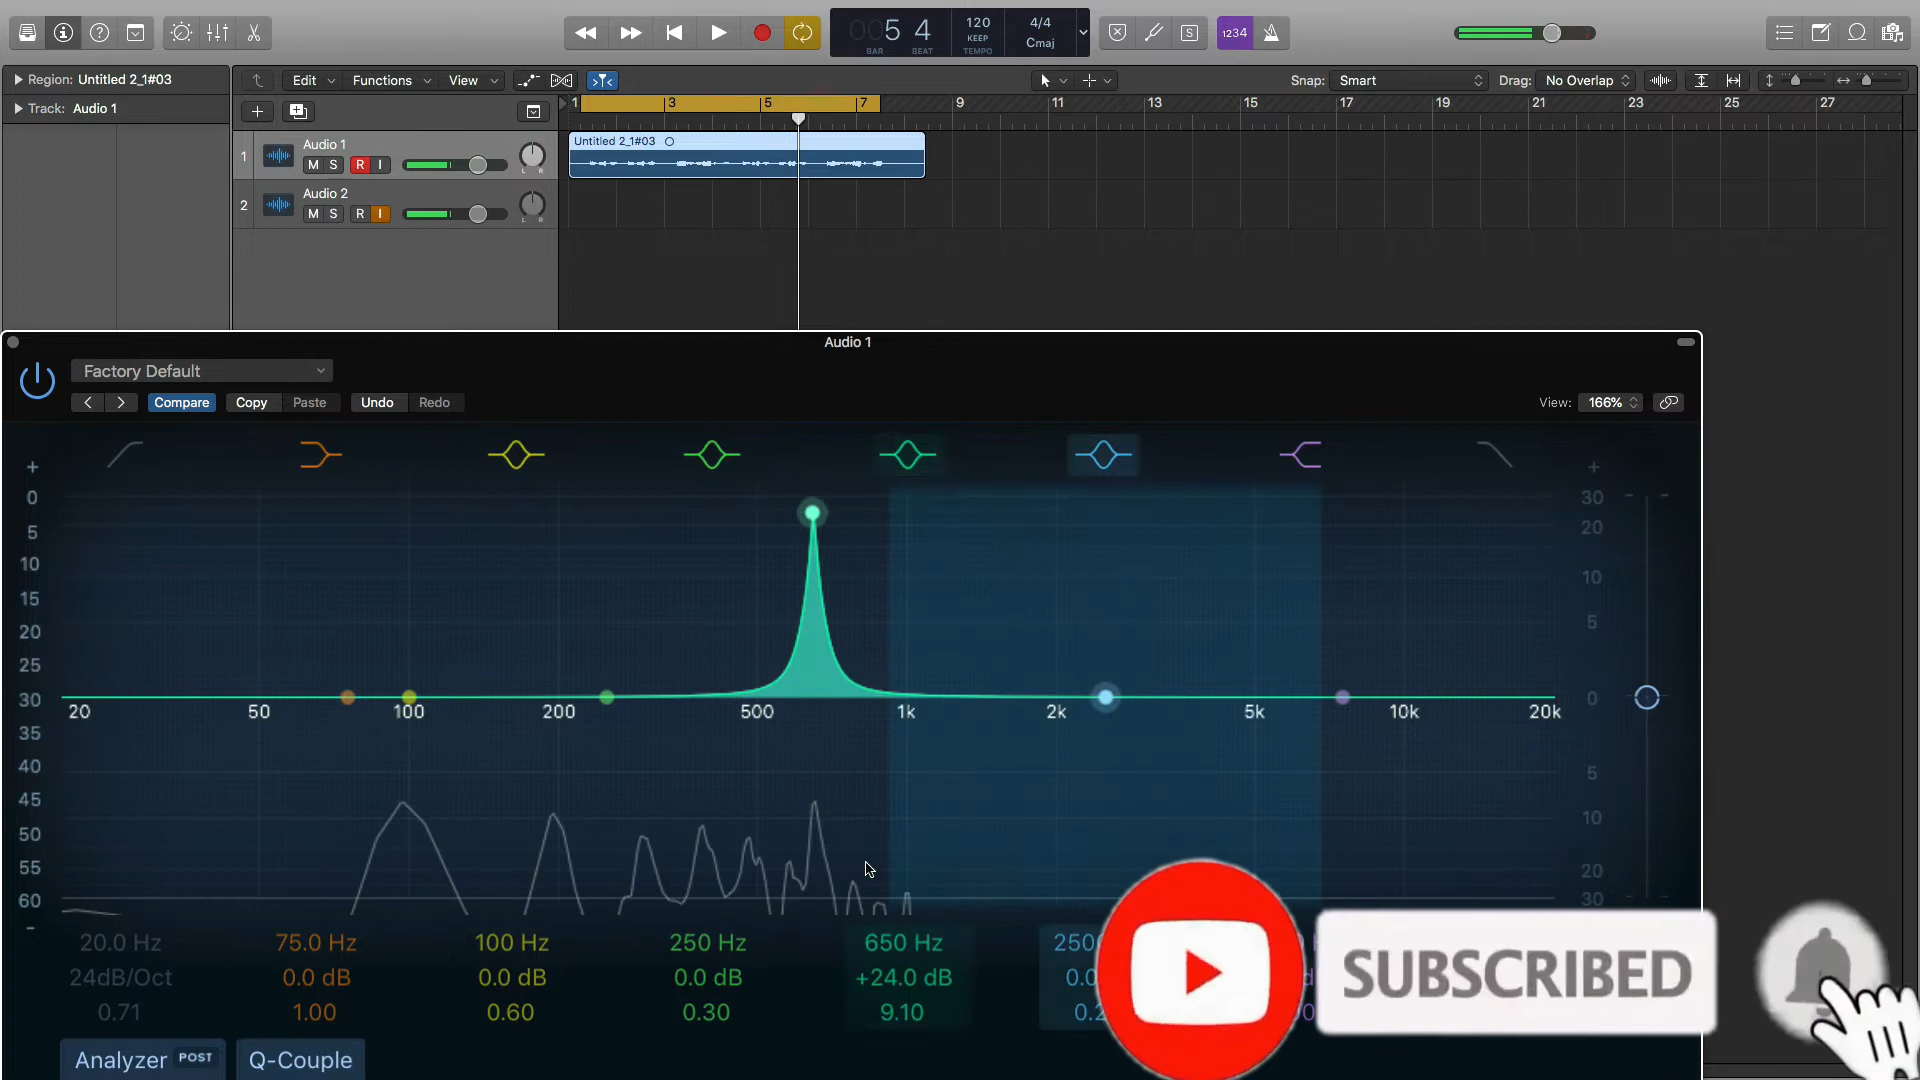 005 4
BAR BEAT
120
KEEP
TEMPO
4/4
Cmaj
S
1234
Region: Untitled 2_1#03
Track: Audio 1
Edit Functions View
Snap: Smart
Drag: No Overlap
1 3 5 7 9 11 13 15 17 19 21 23 25 27
1
Audio 1
M S R I
L R
Untitled 2_1#03
2
Audio 2
M S R I
L R
Audio 1
Factory Default
Compare Copy Paste Undo Redo
View: 166%
+
0
5
10
15
20
25
30
35
40
45
50
55
60
-
20 50 100 200 500 1k 2k 5k 10k 20k
+
30
20
10
5
0
5
10
20
30
20.0 Hz 75.0 Hz 100 Hz 250 Hz 650 Hz
24dB/Oct 0.0 dB 0.0 dB 0.0 dB +24.0 dB
0.71 1.00 0.60 0.30 9.10
Analyzer POST
Q-Couple
SUBSCRIBED